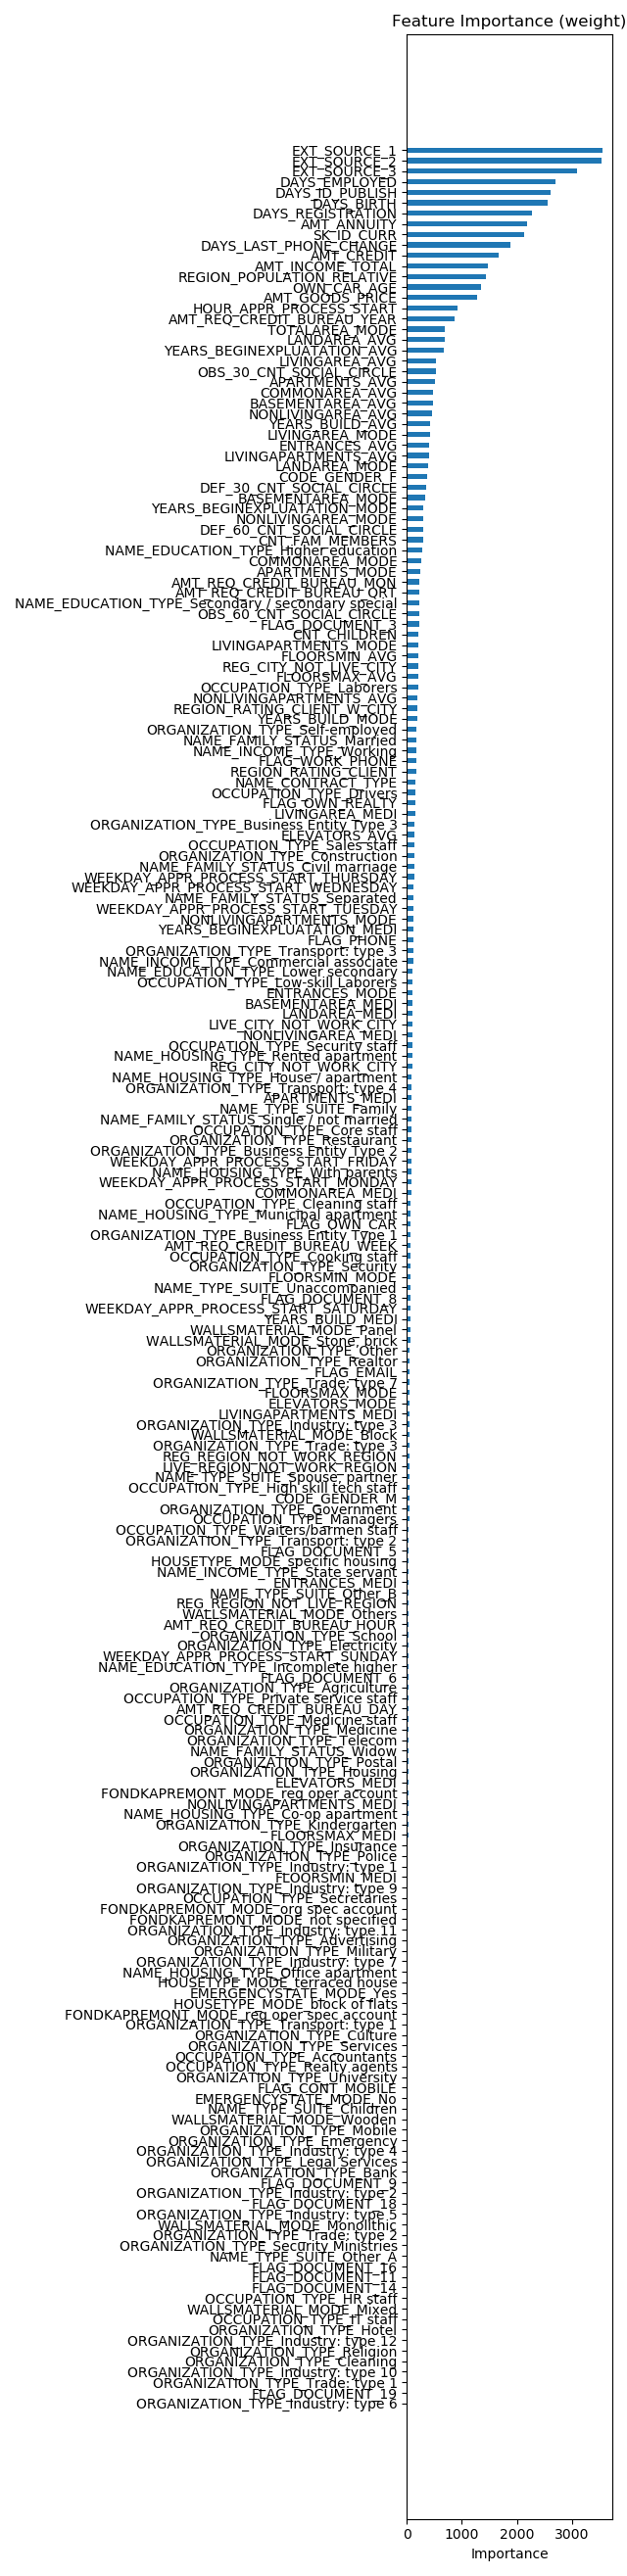 Feature Importance (weight)
EXT_SOURCE_1
EXT_SOURCE_2
EXT_SOURCE_3
DAYS_EMPLOYED
DAYS_ID_PUBLISH
DAYS_BIRTH
DAYS_REGISTRATION
AMT_ANNUITY
SK_ID_CURR
DAYS_LAST_PHONE_CHANGE
AMT_CREDIT
AMT_INCOME_TOTAL
REGION_POPULATION_RELATIVE
OWN_CAR_AGE
AMT_GOODS_PRICE
HOUR_APPR_PROCESS_START
AMT_REQ_CREDIT_BUREAU_YEAR
TOTALAREA_MODE
LANDAREA_AVG
YEARS_BEGINEXPLUATATION_AVG
LIVINGAREA_AVG
OBS_30_CNT_SOCIAL_CIRCLE
APARTMENTS_AVG
COMMONAREA_AVG
BASEMENTAREA_AVG
NONLIVINGAREA_AVG
YEARS_BUILD_AVG
LIVINGAREA_MODE
ENTRANCES_AVG
LIVINGAPARTMENTS_AVG
LANDAREA_MODE
CODE_GENDER_F
DEF_30_CNT_SOCIAL_CIRCLE
BASEMENTAREA_MODE
YEARS_BEGINEXPLUATATION_MODE
NONLIVINGAREA_MODE
DEF_60_CNT_SOCIAL_CIRCLE
CNT_FAM_MEMBERS
NAME_EDUCATION_TYPE_Higher education
COMMONAREA_MODE
APARTMENTS_MODE
AMT_REQ_CREDIT_BUREAU_MON
AMT_REQ_CREDIT_BUREAU_QRT
NAME_EDUCATION_TYPE_Secondary / secondary special
OBS_60_CNT_SOCIAL_CIRCLE
FLAG_DOCUMENT_3
CNT_CHILDREN
LIVINGAPARTMENTS_MODE
FLOORSMIN_AVG
REG_CITY_NOT_LIVE_CITY
FLOORSMAX_AVG
OCCUPATION_TYPE_Laborers
NONLIVINGAPARTMENTS_AVG
REGION_RATING_CLIENT_W_CITY
YEARS_BUILD_MODE
ORGANIZATION_TYPE_Self-employed
NAME_FAMILY_STATUS_Married
NAME_INCOME_TYPE_Working
FLAG_WORK_PHONE
REGION_RATING_CLIENT
NAME_CONTRACT_TYPE
OCCUPATION_TYPE_Drivers
FLAG_OWN_REALTY
LIVINGAREA_MEDI
ORGANIZATION_TYPE_Business Entity Type 3
ELEVATORS_AVG
OCCUPATION_TYPE_Sales staff
ORGANIZATION_TYPE_Construction
NAME_FAMILY_STATUS_Civil marriage
WEEKDAY_APPR_PROCESS_START_THURSDAY
WEEKDAY_APPR_PROCESS_START_WEDNESDAY
NAME_FAMILY_STATUS_Separated
WEEKDAY_APPR_PROCESS_START_TUESDAY
NONLIVINGAPARTMENTS_MODE
YEARS_BEGINEXPLUATATION_MEDI
FLAG_PHONE
ORGANIZATION_TYPE_Transport: type 3
NAME_INCOME_TYPE_Commercial associate
NAME_EDUCATION_TYPE_Lower secondary
OCCUPATION_TYPE_Low-skill Laborers
ENTRANCES_MODE
BASEMENTAREA_MEDI
LANDAREA_MEDI
LIVE_CITY_NOT_WORK_CITY
NONLIVINGAREA_MEDI
OCCUPATION_TYPE_Security staff
NAME_HOUSING_TYPE_Rented apartment
REG_CITY_NOT_WORK_CITY
NAME_HOUSING_TYPE_House / apartment
ORGANIZATION_TYPE_Transport: type 4
APARTMENTS_MEDI
NAME_TYPE_SUITE_Family
NAME_FAMILY_STATUS_Single / not married
OCCUPATION_TYPE_Core staff
ORGANIZATION_TYPE_Restaurant
ORGANIZATION_TYPE_Business Entity Type 2
WEEKDAY_APPR_PROCESS_START_FRIDAY
NAME_HOUSING_TYPE_With parents
WEEKDAY_APPR_PROCESS_START_MONDAY
COMMONAREA_MEDI
OCCUPATION_TYPE_Cleaning staff
NAME_HOUSING_TYPE_Municipal apartment
FLAG_OWN_CAR
ORGANIZATION_TYPE_Business Entity Type 1
AMT_REQ_CREDIT_BUREAU_WEEK
OCCUPATION_TYPE_Cooking staff
ORGANIZATION_TYPE_Security
FLOORSMIN_MODE
NAME_TYPE_SUITE_Unaccompanied
FLAG_DOCUMENT_8
WEEKDAY_APPR_PROCESS_START_SATURDAY
YEARS_BUILD_MEDI
WALLSMATERIAL_MODE_Panel
WALLSMATERIAL_MODE_Stone, brick
ORGANIZATION_TYPE_Other
ORGANIZATION_TYPE_Realtor
FLAG_EMAIL
ORGANIZATION_TYPE_Trade: type 7
FLOORSMAX_MODE
ELEVATORS_MODE
LIVINGAPARTMENTS_MEDI
ORGANIZATION_TYPE_Industry: type 3
WALLSMATERIAL_MODE_Block
ORGANIZATION_TYPE_Trade: type 3
REG_REGION_NOT_WORK_REGION
LIVE_REGION_NOT_WORK_REGION
NAME_TYPE_SUITE_Spouse, partner
OCCUPATION_TYPE_High skill tech staff
CODE_GENDER_M
ORGANIZATION_TYPE_Government
OCCUPATION_TYPE_Managers
OCCUPATION_TYPE_Waiters/barmen staff
ORGANIZATION_TYPE_Transport: type 2
FLAG_DOCUMENT_5
HOUSETYPE_MODE_specific housing
NAME_INCOME_TYPE_State servant
ENTRANCES_MEDI
NAME_TYPE_SUITE_Other_B
REG_REGION_NOT_LIVE_REGION
WALLSMATERIAL_MODE_Others
AMT_REQ_CREDIT_BUREAU_HOUR
ORGANIZATION_TYPE_School
ORGANIZATION_TYPE_Electricity
WEEKDAY_APPR_PROCESS_START_SUNDAY
NAME_EDUCATION_TYPE_Incomplete higher
FLAG_DOCUMENT_6
ORGANIZATION_TYPE_Agriculture
OCCUPATION_TYPE_Private service staff
AMT_REQ_CREDIT_BUREAU_DAY
OCCUPATION_TYPE_Medicine staff
ORGANIZATION_TYPE_Medicine
ORGANIZATION_TYPE_Telecom
NAME_FAMILY_STATUS_Widow
ORGANIZATION_TYPE_Postal
ORGANIZATION_TYPE_Housing
ELEVATORS_MEDI
FONDKAPREMONT_MODE_reg oper account
NONLIVINGAPARTMENTS_MEDI
NAME_HOUSING_TYPE_Co-op apartment
ORGANIZATION_TYPE_Kindergarten
FLOORSMAX_MEDI
ORGANIZATION_TYPE_Insurance
ORGANIZATION_TYPE_Police
ORGANIZATION_TYPE_Industry: type 1
FLOORSMIN_MEDI
ORGANIZATION_TYPE_Industry: type 9
OCCUPATION_TYPE_Secretaries
FONDKAPREMONT_MODE_org spec account
FONDKAPREMONT_MODE_not specified
ORGANIZATION_TYPE_Industry: type 11
ORGANIZATION_TYPE_Advertising
ORGANIZATION_TYPE_Military
ORGANIZATION_TYPE_Industry: type 7
NAME_HOUSING_TYPE_Office apartment
HOUSETYPE_MODE_terraced house
EMERGENCYSTATE_MODE_Yes
HOUSETYPE_MODE_block of flats
FONDKAPREMONT_MODE_reg oper spec account
ORGANIZATION_TYPE_Transport: type 1
ORGANIZATION_TYPE_Culture
ORGANIZATION_TYPE_Services
OCCUPATION_TYPE_Accountants
OCCUPATION_TYPE_Realty agents
ORGANIZATION_TYPE_University
FLAG_CONT_MOBILE
EMERGENCYSTATE_MODE_No
NAME_TYPE_SUITE_Children
WALLSMATERIAL_MODE_Wooden
ORGANIZATION_TYPE_Mobile
ORGANIZATION_TYPE_Emergency
ORGANIZATION_TYPE_Industry: type 4
ORGANIZATION_TYPE_Legal Services
ORGANIZATION_TYPE_Bank
FLAG_DOCUMENT_9
ORGANIZATION_TYPE_Industry: type 2
FLAG_DOCUMENT_18
ORGANIZATION_TYPE_Industry: type 5
WALLSMATERIAL_MODE_Monolithic
ORGANIZATION_TYPE_Trade: type 2
ORGANIZATION_TYPE_Security Ministries
NAME_TYPE_SUITE_Other_A
FLAG_DOCUMENT_16
FLAG_DOCUMENT_11
FLAG_DOCUMENT_14
OCCUPATION_TYPE_HR staff
WALLSMATERIAL_MODE_Mixed
OCCUPATION_TYPE_IT staff
ORGANIZATION_TYPE_Hotel
ORGANIZATION_TYPE_Industry: type 12
ORGANIZATION_TYPE_Religion
ORGANIZATION_TYPE_Cleaning
ORGANIZATION_TYPE_Industry: type 10
ORGANIZATION_TYPE_Trade: type 1
FLAG_DOCUMENT_19
ORGANIZATION_TYPE_Industry: type 6
0 1000 2000 3000
Importance